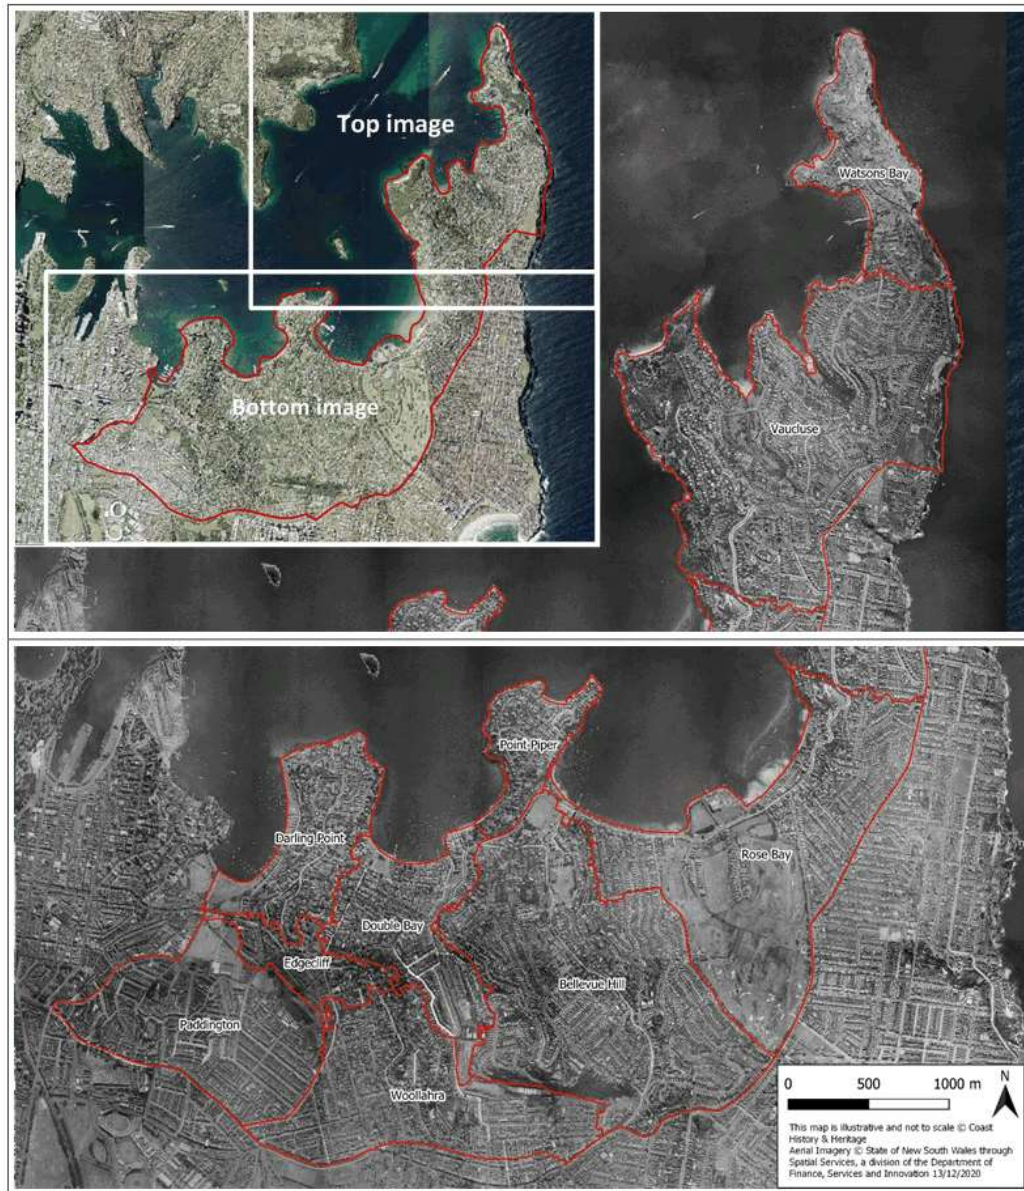 Top image
Bottom image
Watsons Bay
Vaucluse
Point Piper
Darling Point
Rose Bay
Double Bay
Edgecliff
Bellevue Hill
Paddington
Woollahra
0 500 1000 m
N
This map is illustrative and not to scale © Coast
History & Heritage
Aerial Imagery © State of New South Wales through
Spatial Services, a division of the Department of
Finance, Services and Innovation 13/12/2020